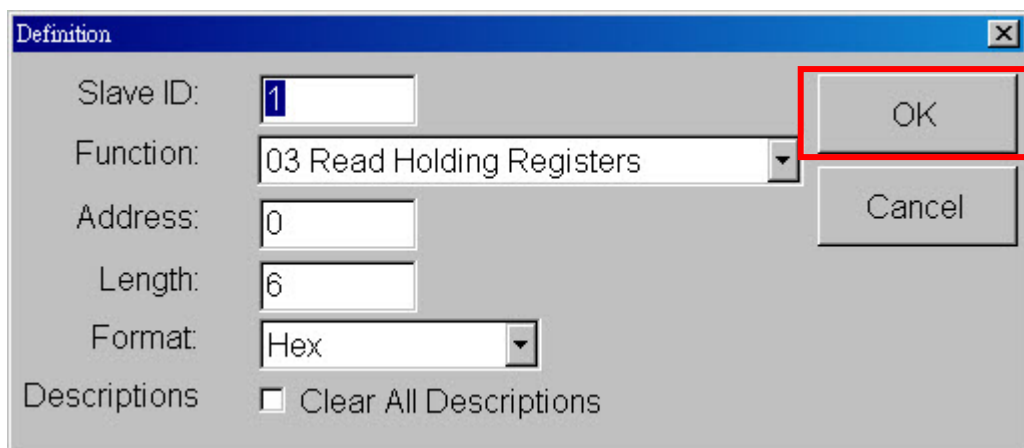 Definition
Slave ID: 1
OK
Function: 03 Read Holding Registers
Cancel
Address: 0
Length: 6
Format: Hex
Descriptions Clear All Descriptions